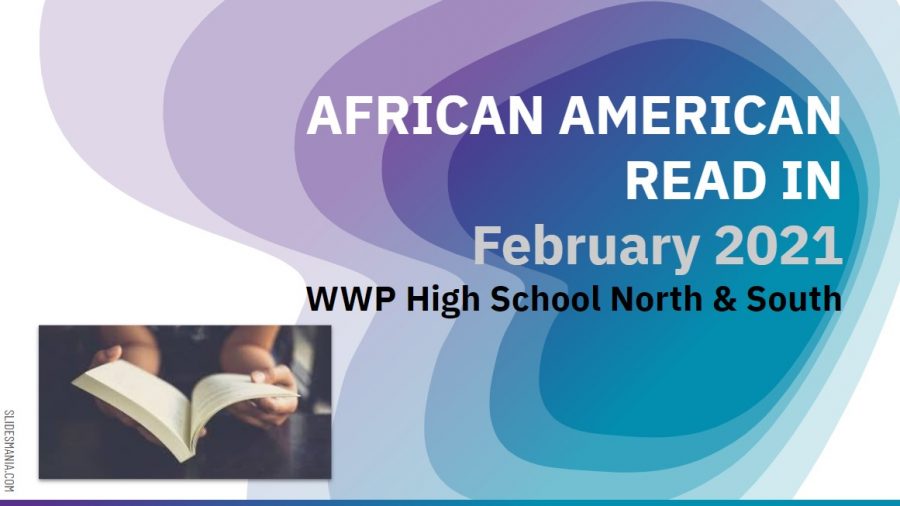 AFRICAN AMERICAN
READ IN
February 2021
WWP High School North & South
SLIDESMANIA.COM